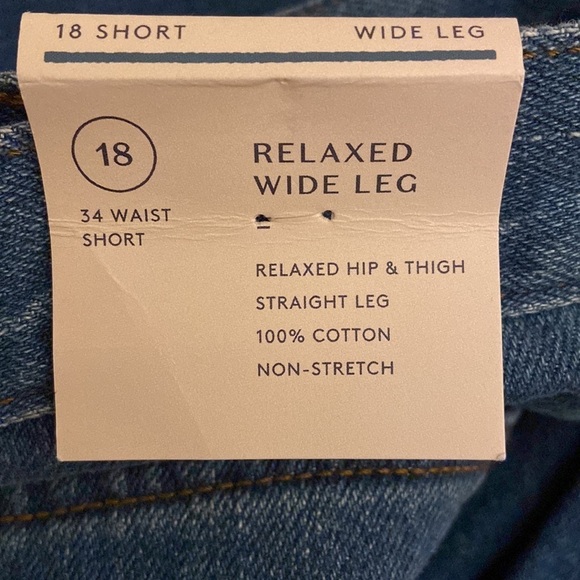 18 SHORT WIDE LEG
18
34 WAIST
SHORT
RELAXED
WIDE LEG
RELAXED HIP & THIGH
STRAIGHT LEG
100% COTTON
NON-STRETCH